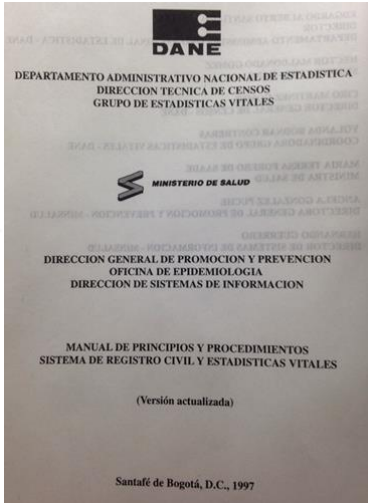 DANE
DEPARTAMENTO ADMINISTRATIVO NACIONAL DE ESTADISTICA
DIRECCION TECNICA DE CENSOS
GRUPO DE ESTADISTICAS VITALES
MINISTERIO DE SALUD
DIRECCION GENERAL DE PROMOCION Y PREVENCION
OFICINA DE EPIDEMIOLOGIA
DIRECCION DE SISTEMAS DE INFORMACION
MANUAL DE PRINCIPIOS Y PROCEDIMIENTOS
SISTEMA DE REGISTRO CIVIL Y ESTADISTICAS VITALES
(Versión actualizada)
Santafé de Bogotá, D.C., 1997